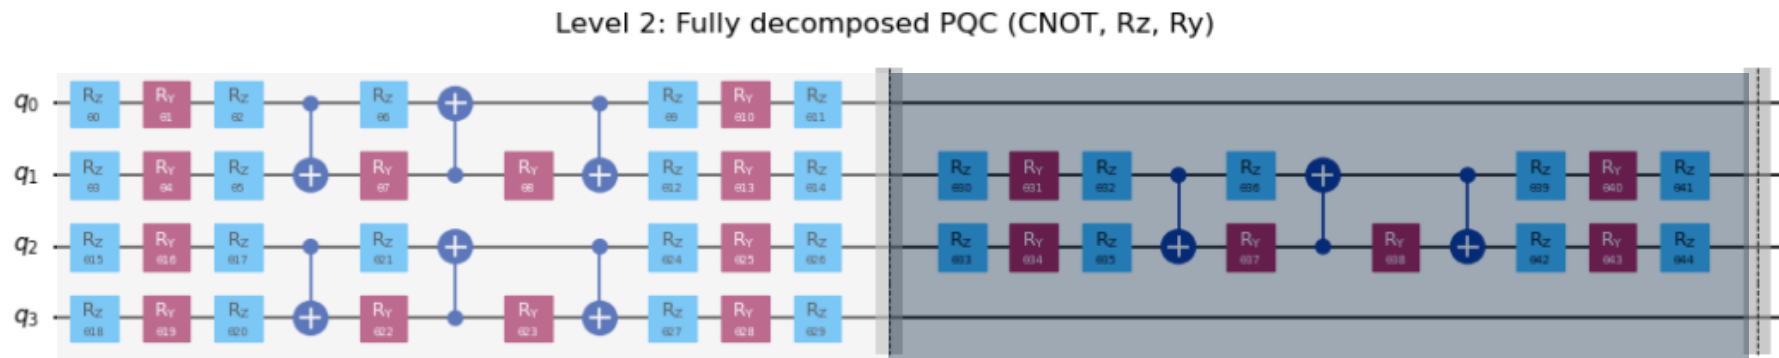 Level 2: Fully decomposed PQC (CNOT, Rz, Ry)
q0 RZ θ0 RY θ1 RZ θ2 RZ θ6 RZ θ9 RY θ10 RZ θ11
q1 RZ θ3 RY θ4 RZ θ5 RY θ7 RY θ8 RZ θ12 RY θ13 RZ θ14 RZ θ30 RY θ31 RZ θ32 RZ θ36 RZ θ39 RY θ40 RZ θ41
q2 RZ θ15 RY θ16 RZ θ17 RZ θ21 RZ θ24 RY θ25 RZ θ26 RZ θ33 RY θ34 RZ θ35 RY θ37 RY θ38 RZ θ42 RY θ43 RZ θ44
q3 RZ θ18 RY θ19 RZ θ20 RY θ22 RY θ23 RZ θ27 RY θ28 RZ θ29